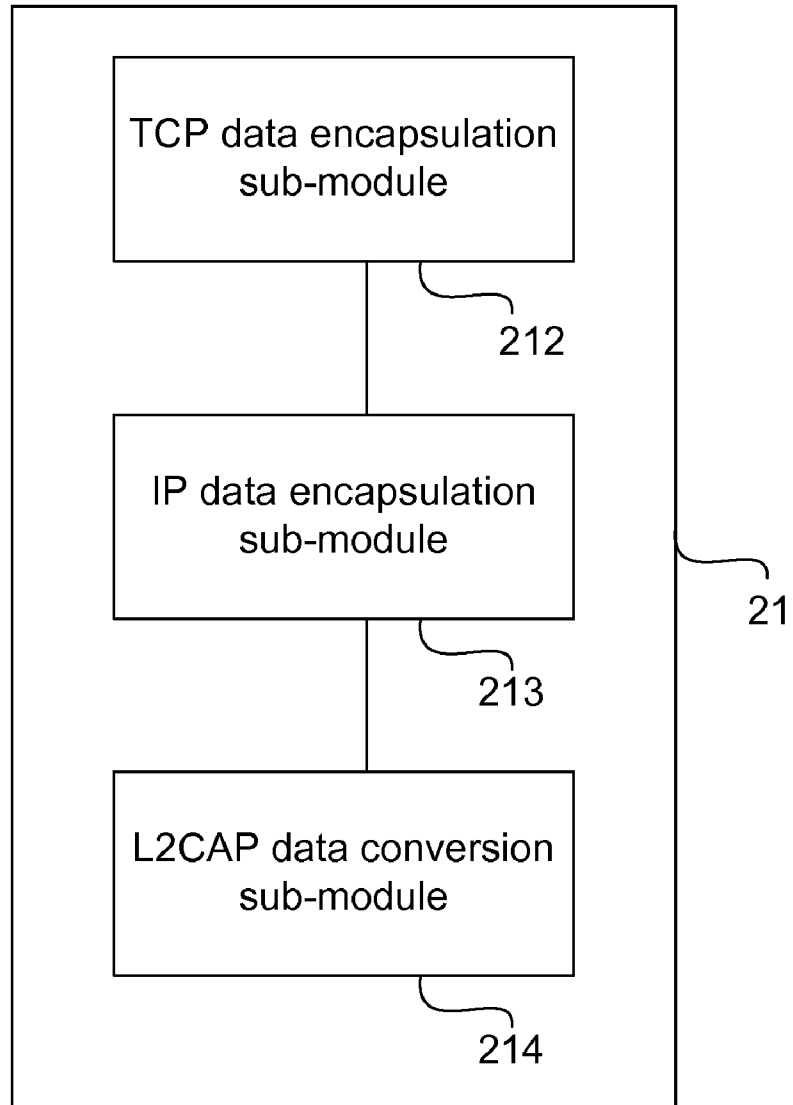 TCP data encapsulation
sub-module
212
IP data encapsulation
sub-module
21
213
L2CAP data conversion
sub-module
214